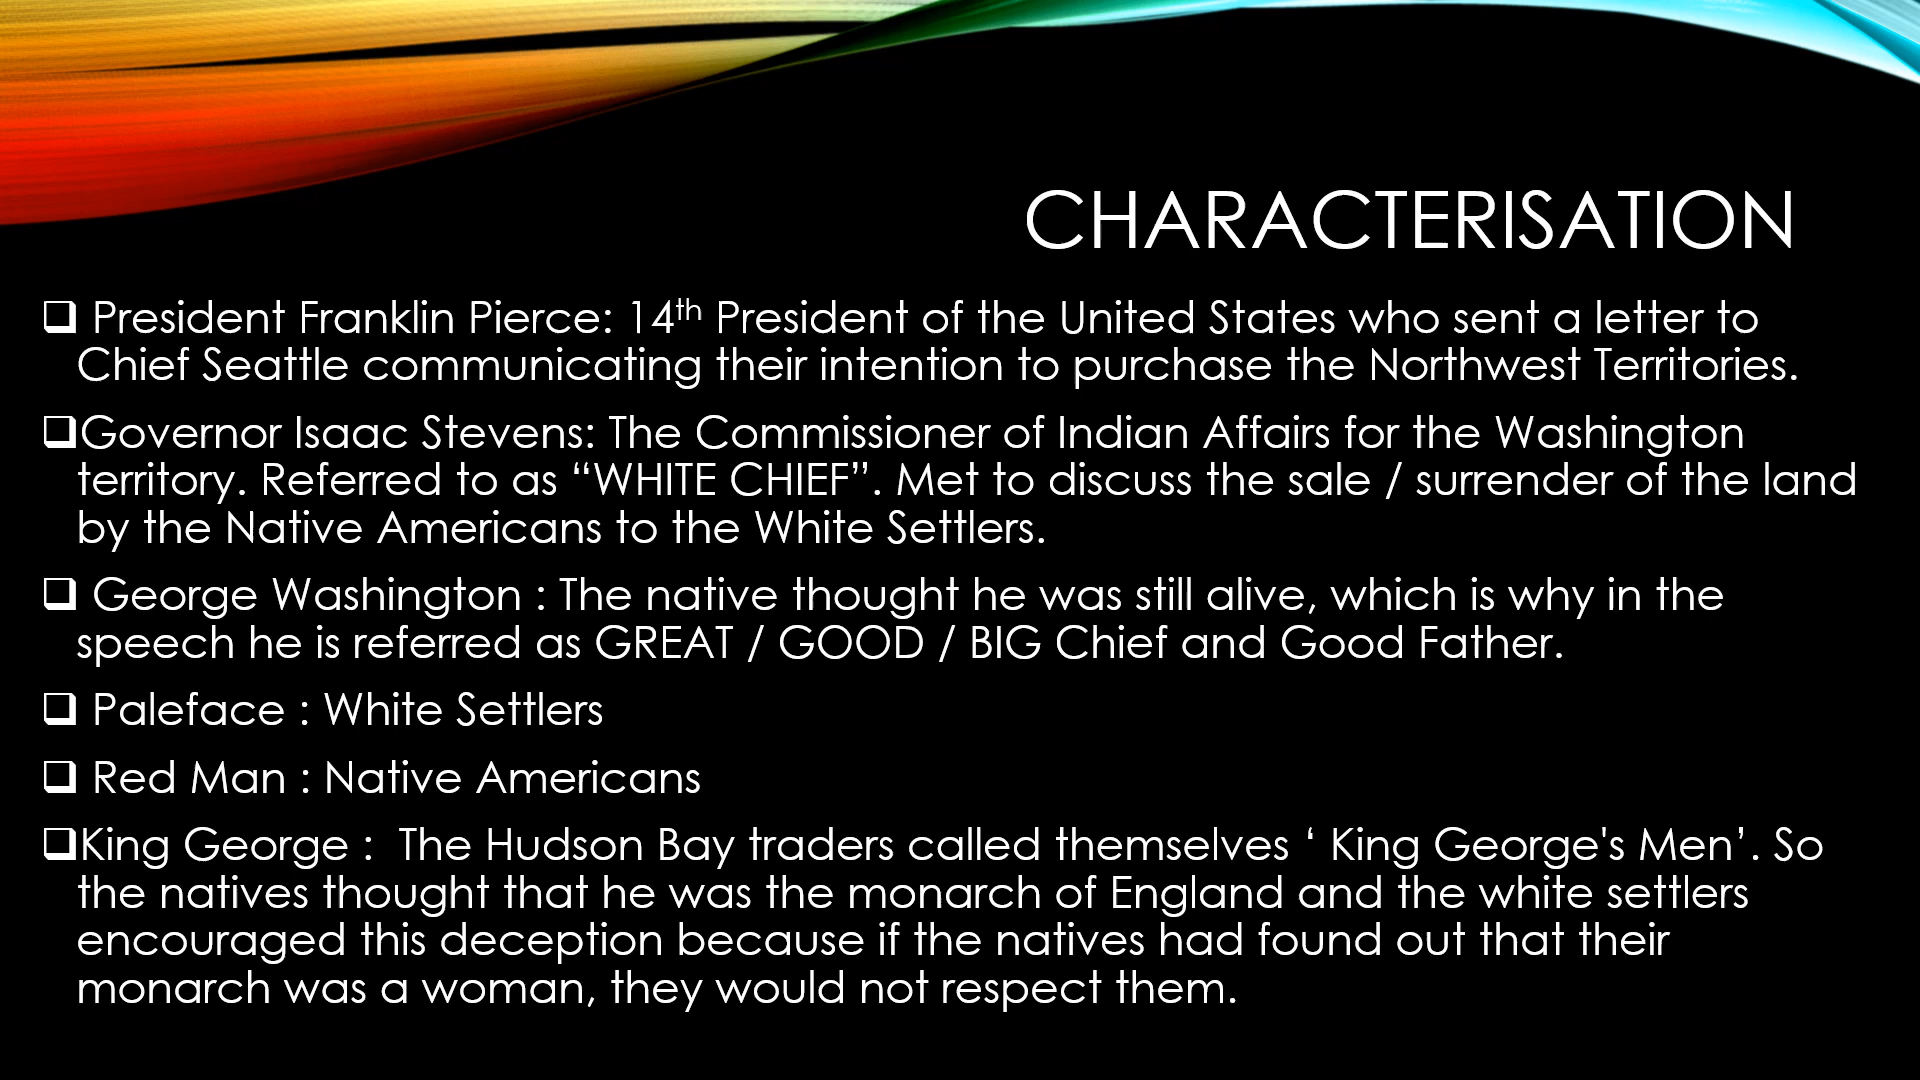 CHARACTERISATION
❑ President Franklin Pierce: 14th President of the United States who sent a letter to
Chief Seattle communicating their intention to purchase the Northwest Territories.
❑Governor Isaac Stevens: The Commissioner of Indian Affairs for the Washington
territory. Referred to as “WHITE CHIEF”. Met to discuss the sale / surrender of the land
by the Native Americans to the White Settlers.
❑ George Washington : The native thought he was still alive, which is why in the
speech he is referred as GREAT / GOOD / BIG Chief and Good Father.
❑ Paleface : White Settlers
❑ Red Man : Native Americans
❑King George :  The Hudson Bay traders called themselves ‘ King George's Men’. So
the natives thought that he was the monarch of England and the white settlers
encouraged this deception because if the natives had found out that their
monarch was a woman, they would not respect them.